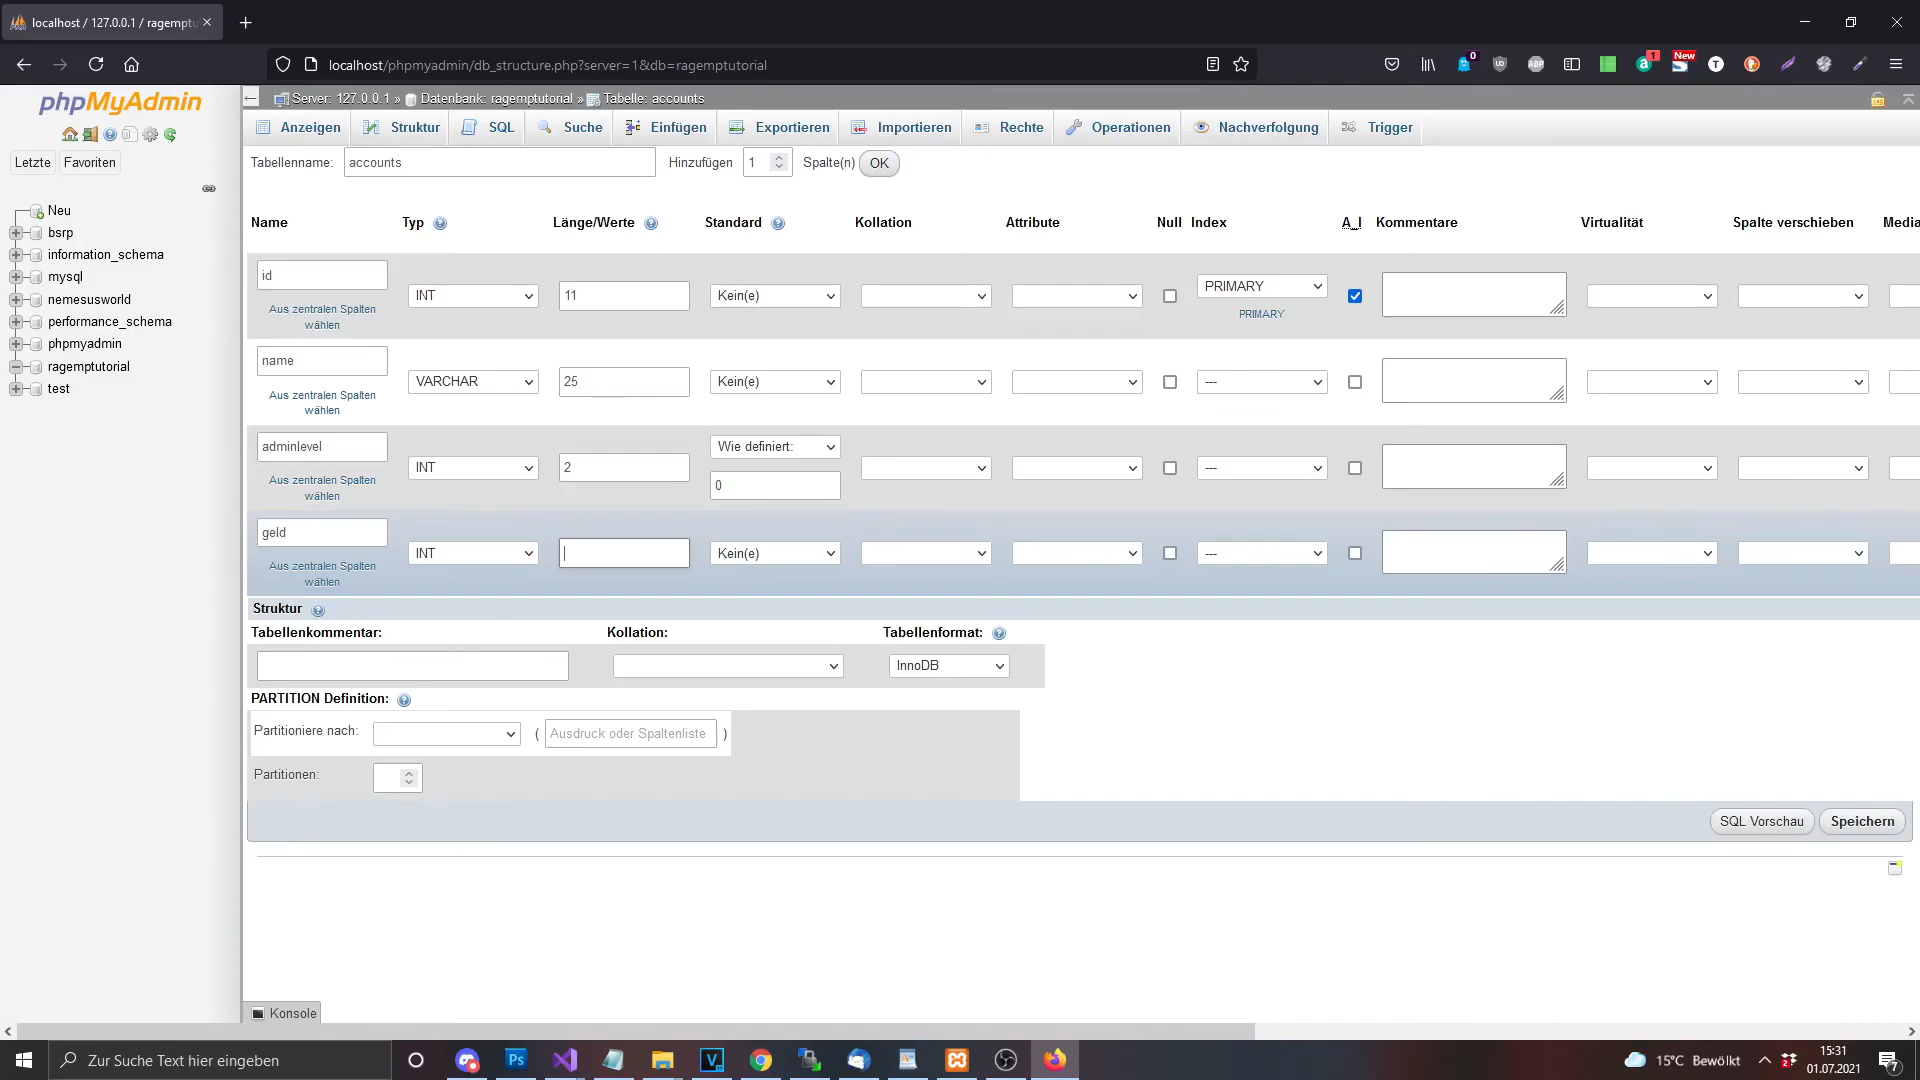 localhost / 127.0.0.1 / ragemptu
localhost/phpmyadmin/db_structure.php?server=1&db=ragemptutorial
0
ABP
1
New
T
phpMyAdmin
Letzte Favoriten
Neu
bsrp
information_schema
mysql
nemesusworld
performance_schema
phpmyadmin
ragemptutorial
test
Server: 127.0.0.1 » Datenbank: ragemptutorial » Tabelle: accounts
Anzeigen Struktur SQL Suche Einfügen Exportieren Importieren Rechte Operationen Nachverfolgung Trigger
Tabellenname: accounts Hinzufügen 1 Spalte(n) OK
Name Typ Länge/Werte Standard Kollation Attribute Null Index A_I Kommentare Virtualität Spalte verschieben Media
id INT 11 Kein(e) PRIMARY
Aus zentralen Spalten
wählen
PRIMARY
name VARCHAR 25 Kein(e) ---
Aus zentralen Spalten
wählen
adminlevel INT 2 Wie definiert: ---
0
Aus zentralen Spalten
wählen
geld INT Kein(e) ---
Aus zentralen Spalten
wählen
Struktur
Tabellenkommentar: Kollation: Tabellenformat:
InnoDB
PARTITION Definition:
Partitioniere nach: ( Ausdruck oder Spaltenliste )
Partitionen:
SQL Vorschau Speichern
Konsole
Zur Suche Text hier eingeben
Ps
V
15°C Bewölkt
15:31
01.07.2021
7